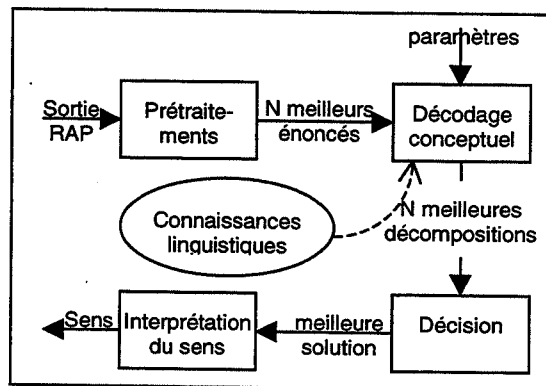 paramètres
Sortie
RAP
Prétraite-
ments
N meilleurs
énoncés
Décodage
conceptuel
Connaissances
linguistiques
N meilleures
décompositions
Sens
Interprétation
du sens
meilleure
solution
Décision